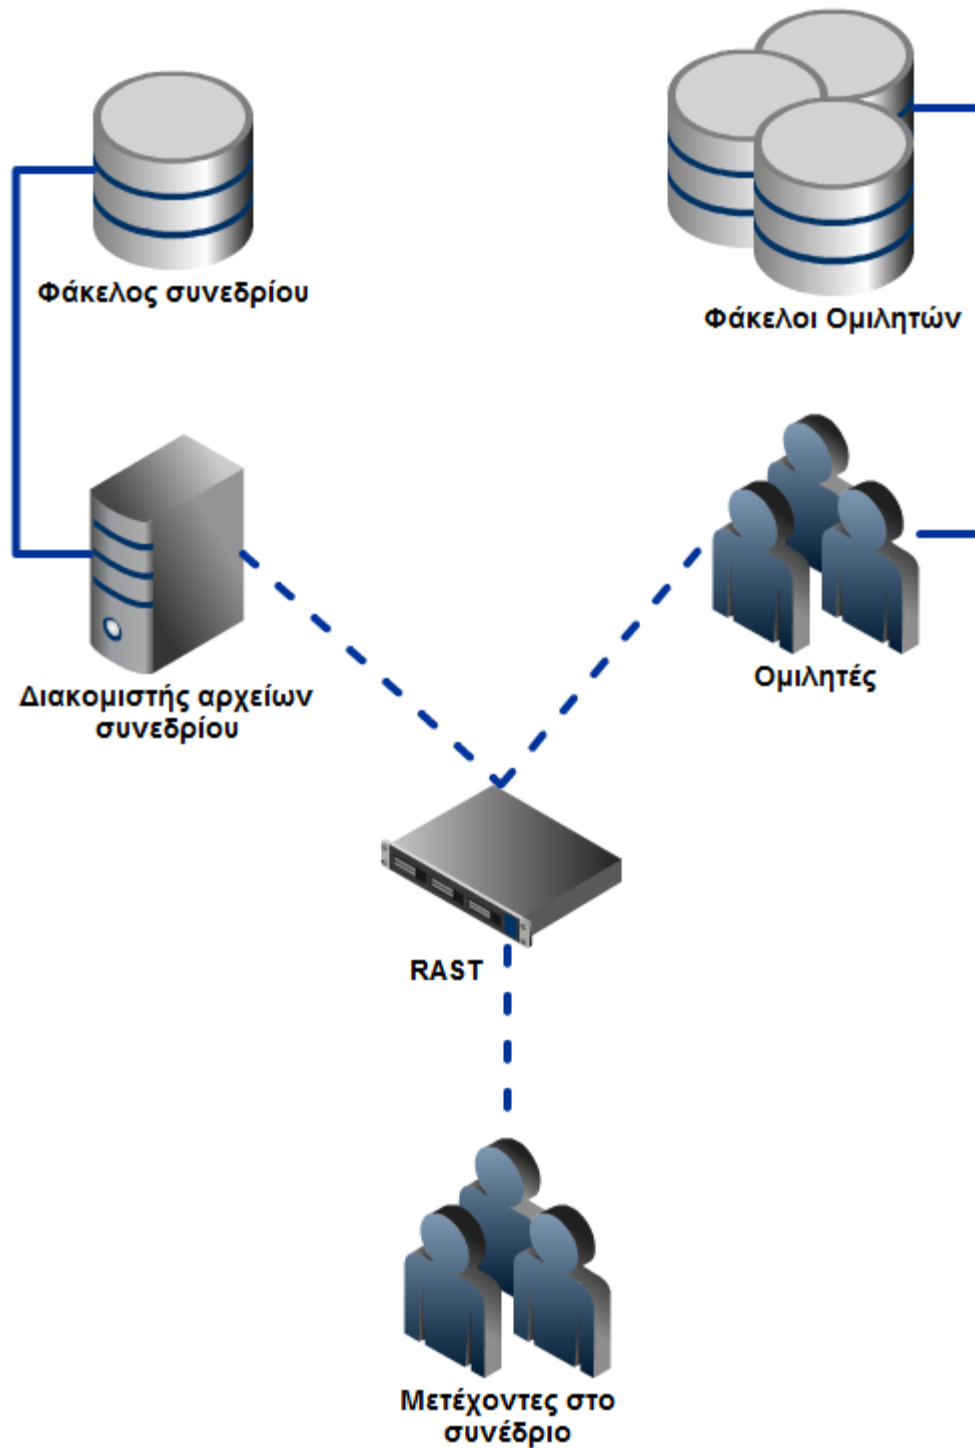 Φάκελος συνεδρίου
Φάκελοι Ομιλητών
Διακομιστής αρχείων
συνεδρίου
Ομιλητές
RAST
Μετέχοντες στο
συνέδριο